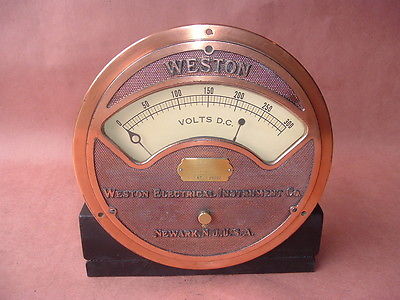 WESTON
0 50 100 150 200 250 300
VOLTS D.C.
WESTON ELECTRICAL INSTRUMENT CO.
NEWARK, N.J., U.S.A.